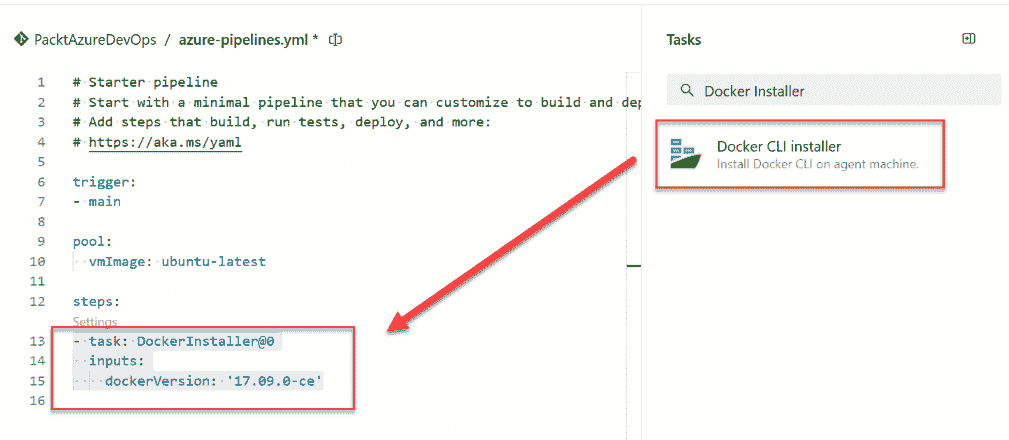 PacktAzureDevOps / azure-pipelines.yml *
1 # Starter pipeline
2 # Start with a minimal pipeline that you can customize to build and dep
3 # Add steps that build, run tests, deploy, and more:
4 # https://aka.ms/yaml
5
6 trigger:
7 - main
8
9 pool:
10   vmImage: ubuntu-latest
11
12 steps:
Settings
13 - task: DockerInstaller@0
14   inputs:
15     dockerVersion: '17.09.0-ce'
16
Tasks
Docker Installer
Docker CLI installer
Install Docker CLI on agent machine.